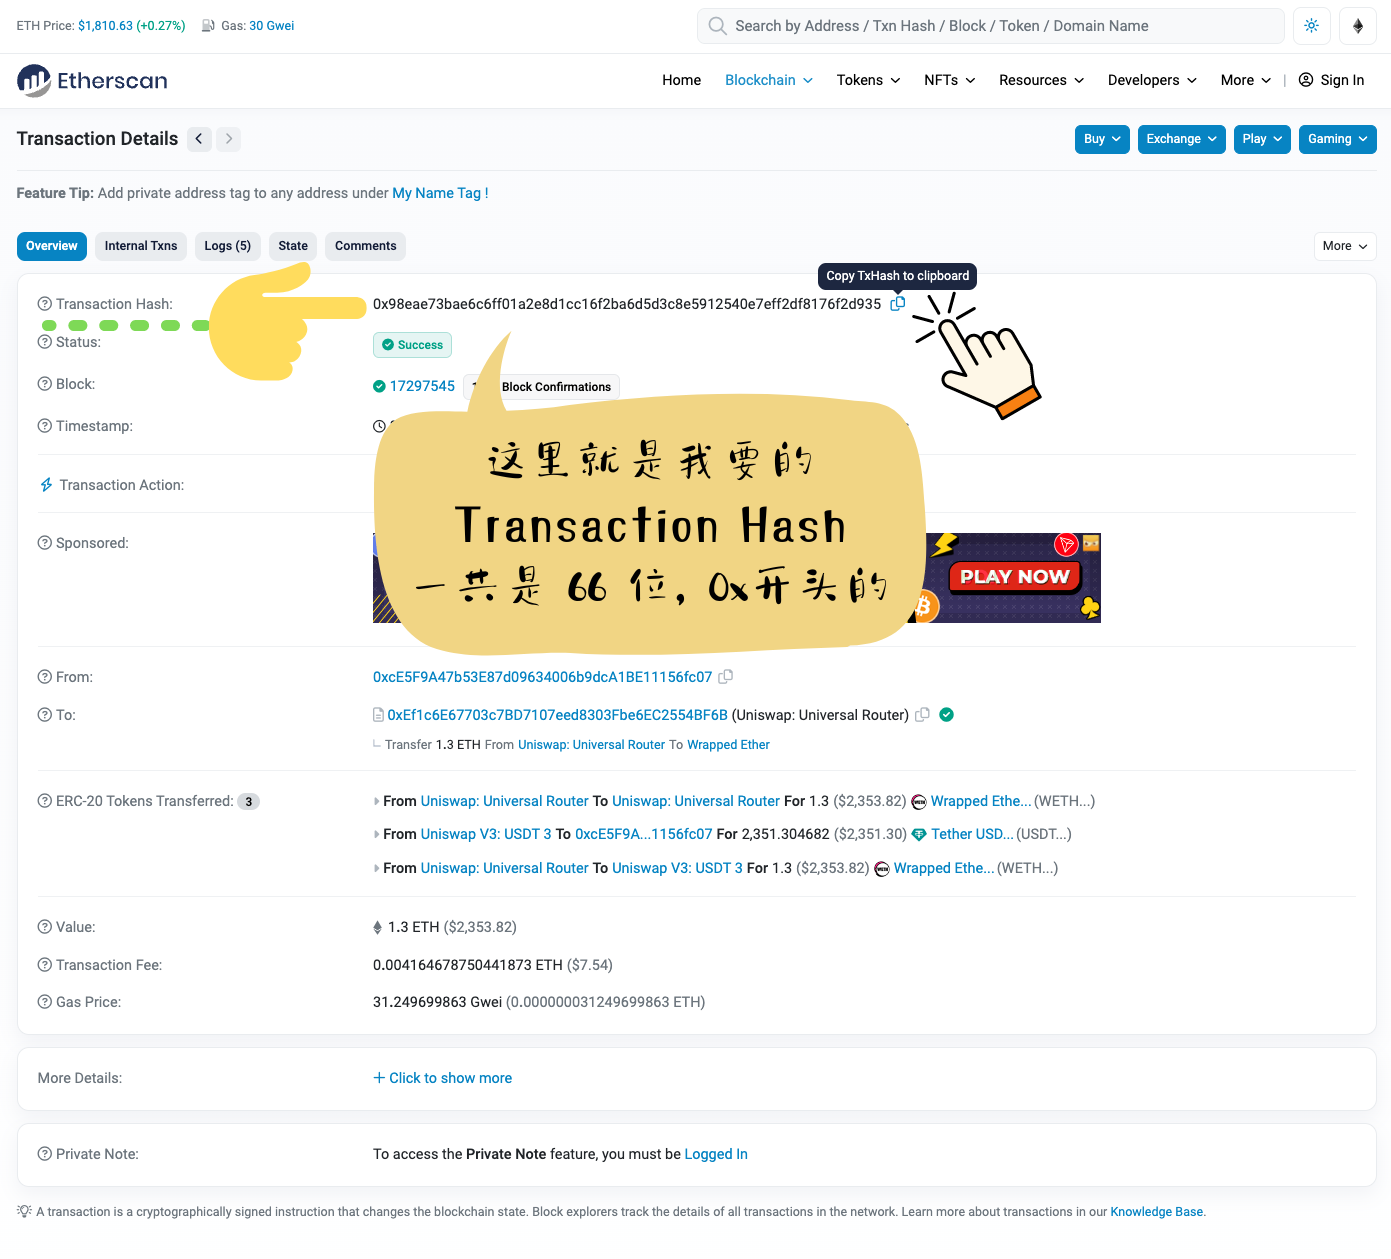 ETH Price: $1,810.63 (+0.27%) Gas: 30 Gwei
Search by Address / Txn Hash / Block / Token / Domain Name
Etherscan
Home Blockchain Tokens NFTs Resources Developers More | Sign In
Transaction Details
Buy Exchange Play Gaming
Feature Tip: Add private address tag to any address under My Name Tag !
Overview Internal Txns Logs (5) State Comments
More
Copy TxHash to clipboard
Transaction Hash: 0x98eae73bae6c6ff01a2e8d1cc16f2ba6d5d3c8e5912540e7eff2df8176f2d935
Status: Success
Block: 17297545 Block Confirmations
Timestamp:
这里就是我要的
Transaction Hash
一共是 66 位, 0x开头的
Transaction Action:
Sponsored:
PLAY NOW
From: 0xcE5F9A47b53E87d09634006b9dcA1BE11156fc07
To: 0xEf1c6E67703c7BD7107eed8303Fbe6EC2554BF6B (Uniswap: Universal Router)
Transfer 1.3 ETH From Uniswap: Universal Router To Wrapped Ether
ERC-20 Tokens Transferred: 3
From Uniswap: Universal Router To Uniswap: Universal Router For 1.3 ($2,353.82) Wrapped Ethe... (WETH...)
From Uniswap V3: USDT 3 To 0xcE5F9A...1156fc07 For 2,351.304682 ($2,351.30) Tether USD... (USDT...)
From Uniswap: Universal Router To Uniswap V3: USDT 3 For 1.3 ($2,353.82) Wrapped Ethe... (WETH...)
Value: 1.3 ETH ($2,353.82)
Transaction Fee: 0.004164678750441873 ETH ($7.54)
Gas Price: 31.249699863 Gwei (0.000000031249699863 ETH)
More Details: + Click to show more
Private Note: To access the Private Note feature, you must be Logged In
A transaction is a cryptographically signed instruction that changes the blockchain state. Block explorers track the details of all transactions in the network. Learn more about transactions in our Knowledge Base.